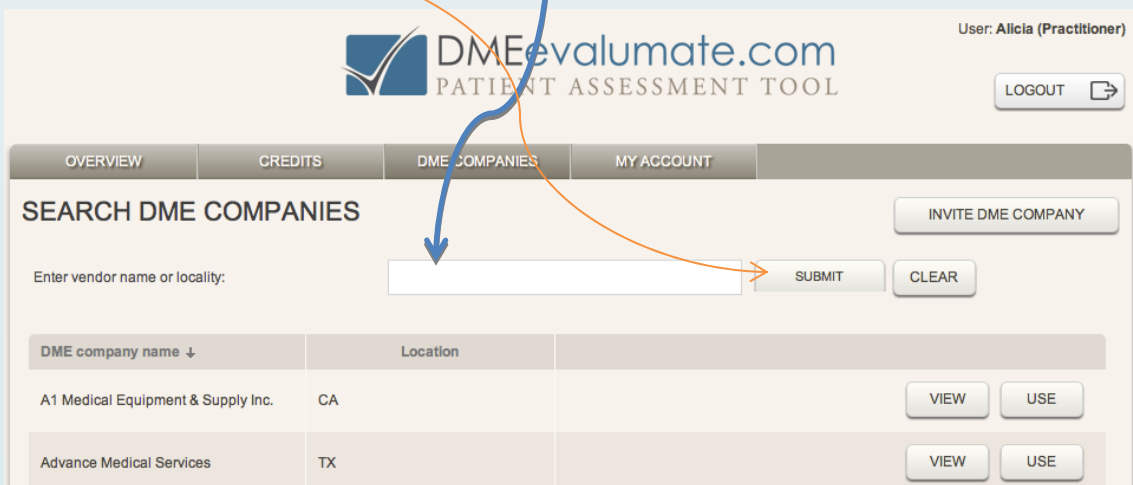 User: Alicia (Practitioner)
DMEevalumate.com
PATIENT ASSESSMENT TOOL
LOGOUT
OVERVIEW CREDITS DME COMPANIES MY ACCOUNT
SEARCH DME COMPANIES
INVITE DME COMPANY
Enter vendor name or locality:
SUBMIT CLEAR
DME company name ↓ Location
A1 Medical Equipment & Supply Inc. CA VIEW USE
Advance Medical Services TX VIEW USE